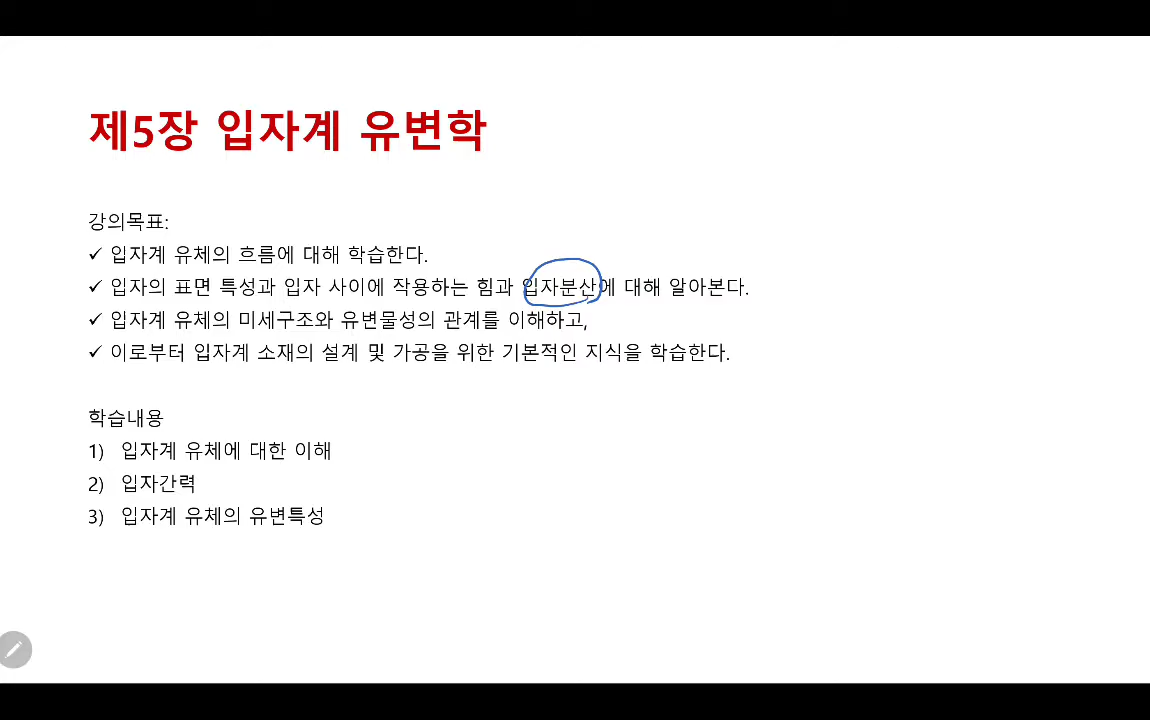 제5장 입자계 유변학
강의목표:
✓ 입자계 유체의 흐름에 대해 학습한다.
✓ 입자의 표면 특성과 입자 사이에 작용하는 힘과 입자분산에 대해 알아본다.
✓ 입자계 유체의 미세구조와 유변물성의 관계를 이해하고,
✓ 이로부터 입자계 소재의 설계 및 가공을 위한 기본적인 지식을 학습한다.
학습내용
1) 입자계 유체에 대한 이해
2) 입자간력
3) 입자계 유체의 유변특성